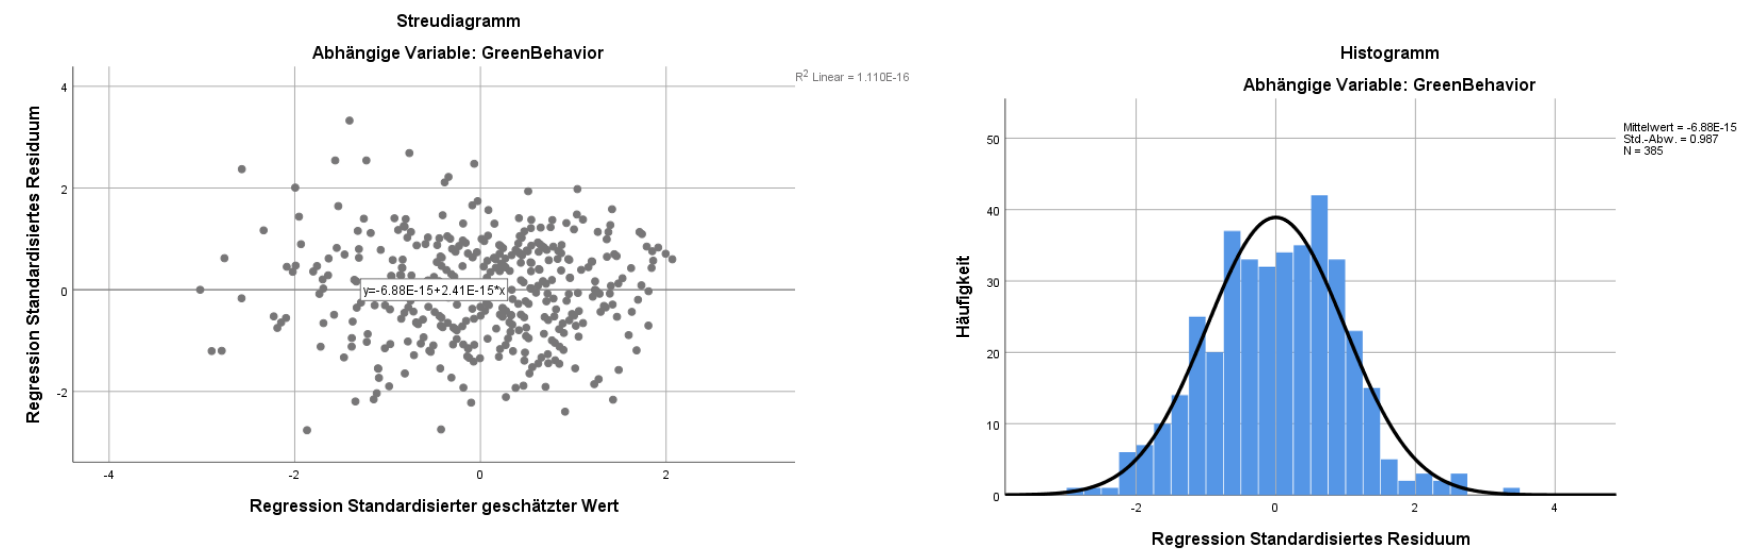 Streudiagramm
Abhängige Variable: GreenBehavior
R2 Linear = 1.110E-16
4
2
0
-2
Regression Standardisiertes Residuum
y=-6.88E-15+2.41E-15*x
-4
-2
0
2
Regression Standardisierter geschätzter Wert
Histogramm
Abhängige Variable: GreenBehavior
Mittelwert = -6.88E-15
Std.-Abw. = 0.987
N = 385
50
40
30
20
10
0
Häufigkeit
-2
0
2
4
Regression Standardisiertes Residuum